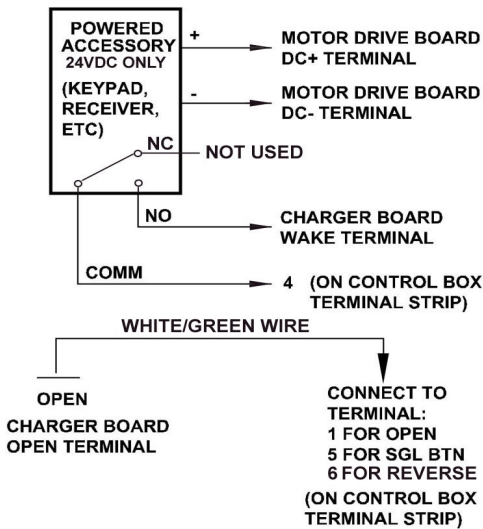 POWERED
ACCESSORY
24VDC ONLY
(KEYPAD,
RECEIVER,
ETC)
+
MOTOR DRIVE BOARD
DC+ TERMINAL
-
MOTOR DRIVE BOARD
DC- TERMINAL
NC
NOT USED
NO
CHARGER BOARD
WAKE TERMINAL
COMM
4 (ON CONTROL BOX
TERMINAL STRIP)
WHITE/GREEN WIRE
OPEN
CHARGER BOARD
OPEN TERMINAL
CONNECT TO
TERMINAL:
1 FOR OPEN
5 FOR SGL BTN
6 FOR REVERSE
(ON CONTROL BOX
TERMINAL STRIP)